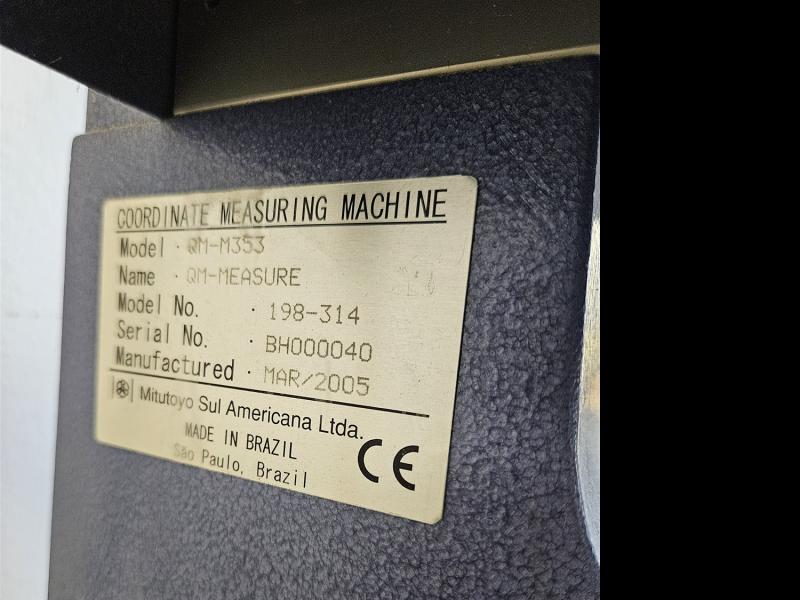 COORDINATE MEASURING MACHINE
Model · QM-M353
Name · QM-MEASURE
Model No. · 198-314
Serial No. · BH000040
Manufactured · MAR/2005
Mitutoyo Sul Americana Ltda.
MADE IN BRAZIL
São Paulo, Brazil
CE